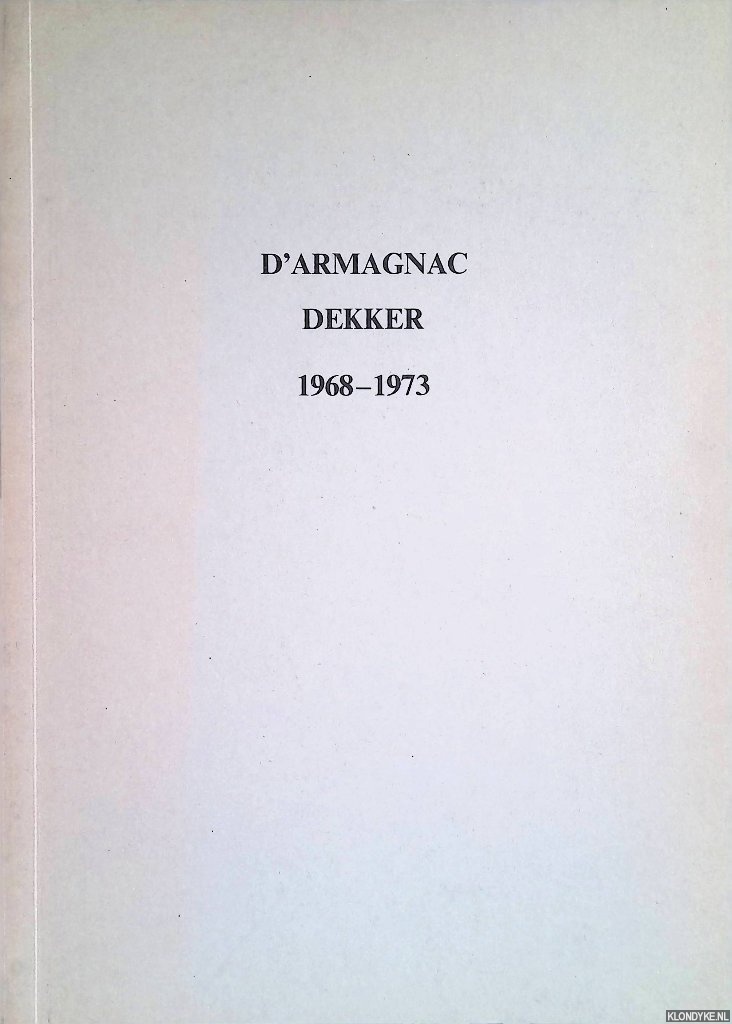 D’ARMAGNAC
DEKKER
1968–1973
KLONDYKE.NL